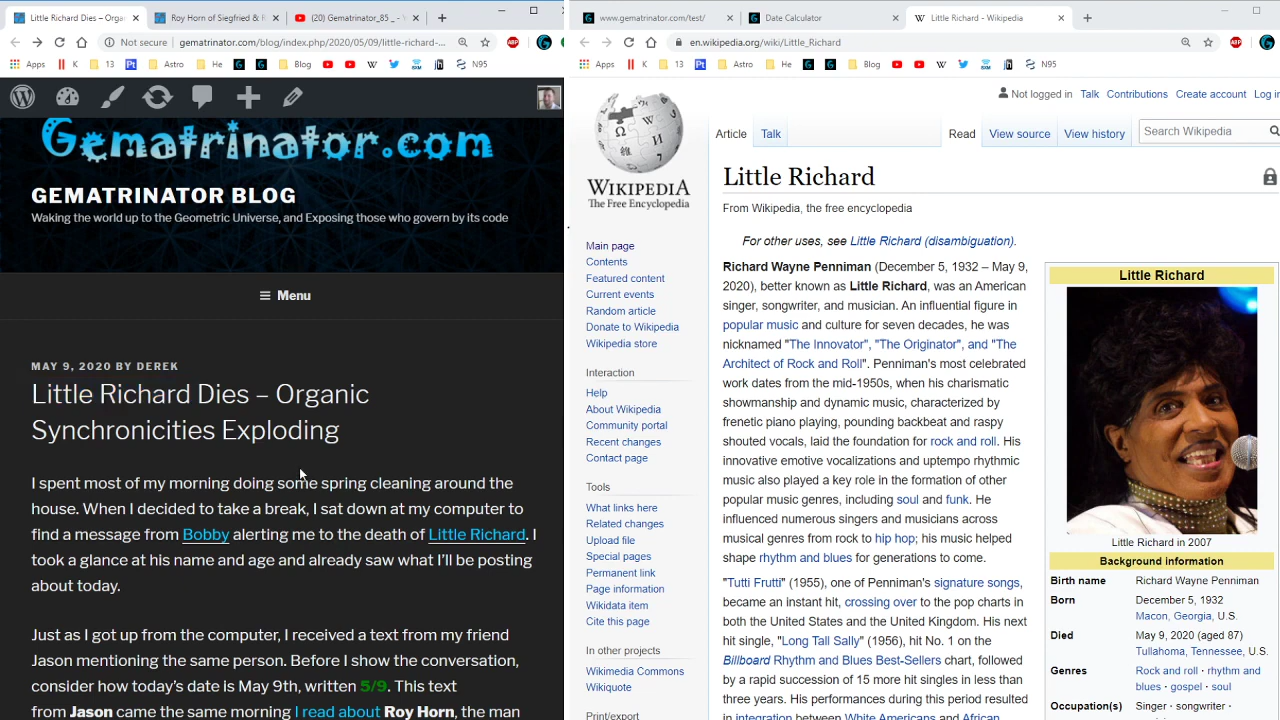 Little Richard Dies – Orga
Roy Horn of Siegfried & R
(20) Gematrinator_85 _ - Y
Not secure | gematrinator.com/blog/index.php/2020/05/09/little-richard-...
Apps
K
13
Pt
Astro
He
Blog
N95
Gematrinator.com
GEMATRINATOR BLOG
Waking the world up to the Geometric Universe, and Exposing those who govern by its code
Menu
MAY 9, 2020 BY DEREK
Little Richard Dies – Organic
Synchronicities Exploding
I spent most of my morning doing some spring cleaning around the
house. When I decided to take a break, I sat down at my computer to
find a message from Bobby alerting me to the death of Little Richard. I
took a glance at his name and age and already saw what I'll be posting
about today.
Just as I got up from the computer, I received a text from my friend
Jason mentioning the same person. Before I show the conversation,
consider how today's date is May 9th, written 5/9. This text
from Jason came the same morning I read about Roy Horn, the man
www.gematrinator.com/test/
Date Calculator
Little Richard - Wikipedia
en.wikipedia.org/wiki/Little_Richard
Apps
K
13
Pt
Astro
He
Blog
N95
Not logged in Talk Contributions Create account Log in
Article Talk Read View source View history Search Wikipedia
WIKIPEDIA
The Free Encyclopedia
Main page
Contents
Featured content
Current events
Random article
Donate to Wikipedia
Wikipedia store
Interaction
Help
About Wikipedia
Community portal
Recent changes
Contact page
Tools
What links here
Related changes
Upload file
Special pages
Permanent link
Page information
Wikidata item
Cite this page
In other projects
Wikimedia Commons
Wikiquote
Print/export
Little Richard
From Wikipedia, the free encyclopedia
For other uses, see Little Richard (disambiguation).
Richard Wayne Penniman (December 5, 1932 – May 9,
2020), better known as Little Richard, was an American
singer, songwriter, and musician. An influential figure in
popular music and culture for seven decades, he was
nicknamed "The Innovator", "The Originator", and "The
Architect of Rock and Roll". Penniman's most celebrated
work dates from the mid-1950s, when his charismatic
showmanship and dynamic music, characterized by
frenetic piano playing, pounding backbeat and raspy
shouted vocals, laid the foundation for rock and roll. His
innovative emotive vocalizations and uptempo rhythmic
music also played a key role in the formation of other
popular music genres, including soul and funk. He
influenced numerous singers and musicians across
musical genres from rock to hip hop; his music helped
shape rhythm and blues for generations to come.
"Tutti Frutti" (1955), one of Penniman's signature songs,
became an instant hit, crossing over to the pop charts in
both the United States and the United Kingdom. His next
hit single, "Long Tall Sally" (1956), hit No. 1 on the
Billboard Rhythm and Blues Best-Sellers chart, followed
by a rapid succession of 15 more hit singles in less than
three years. His performances during this period resulted
in integration between White Americans and African
Little Richard
Little Richard in 2007
Background information
Birth name Richard Wayne Penniman
Born December 5, 1932
Macon, Georgia, U.S.
Died May 9, 2020 (aged 87)
Tullahoma, Tennessee, U.S.
Genres Rock and roll · rhythm and
blues · gospel · soul
Occupation(s) Singer · songwriter ·